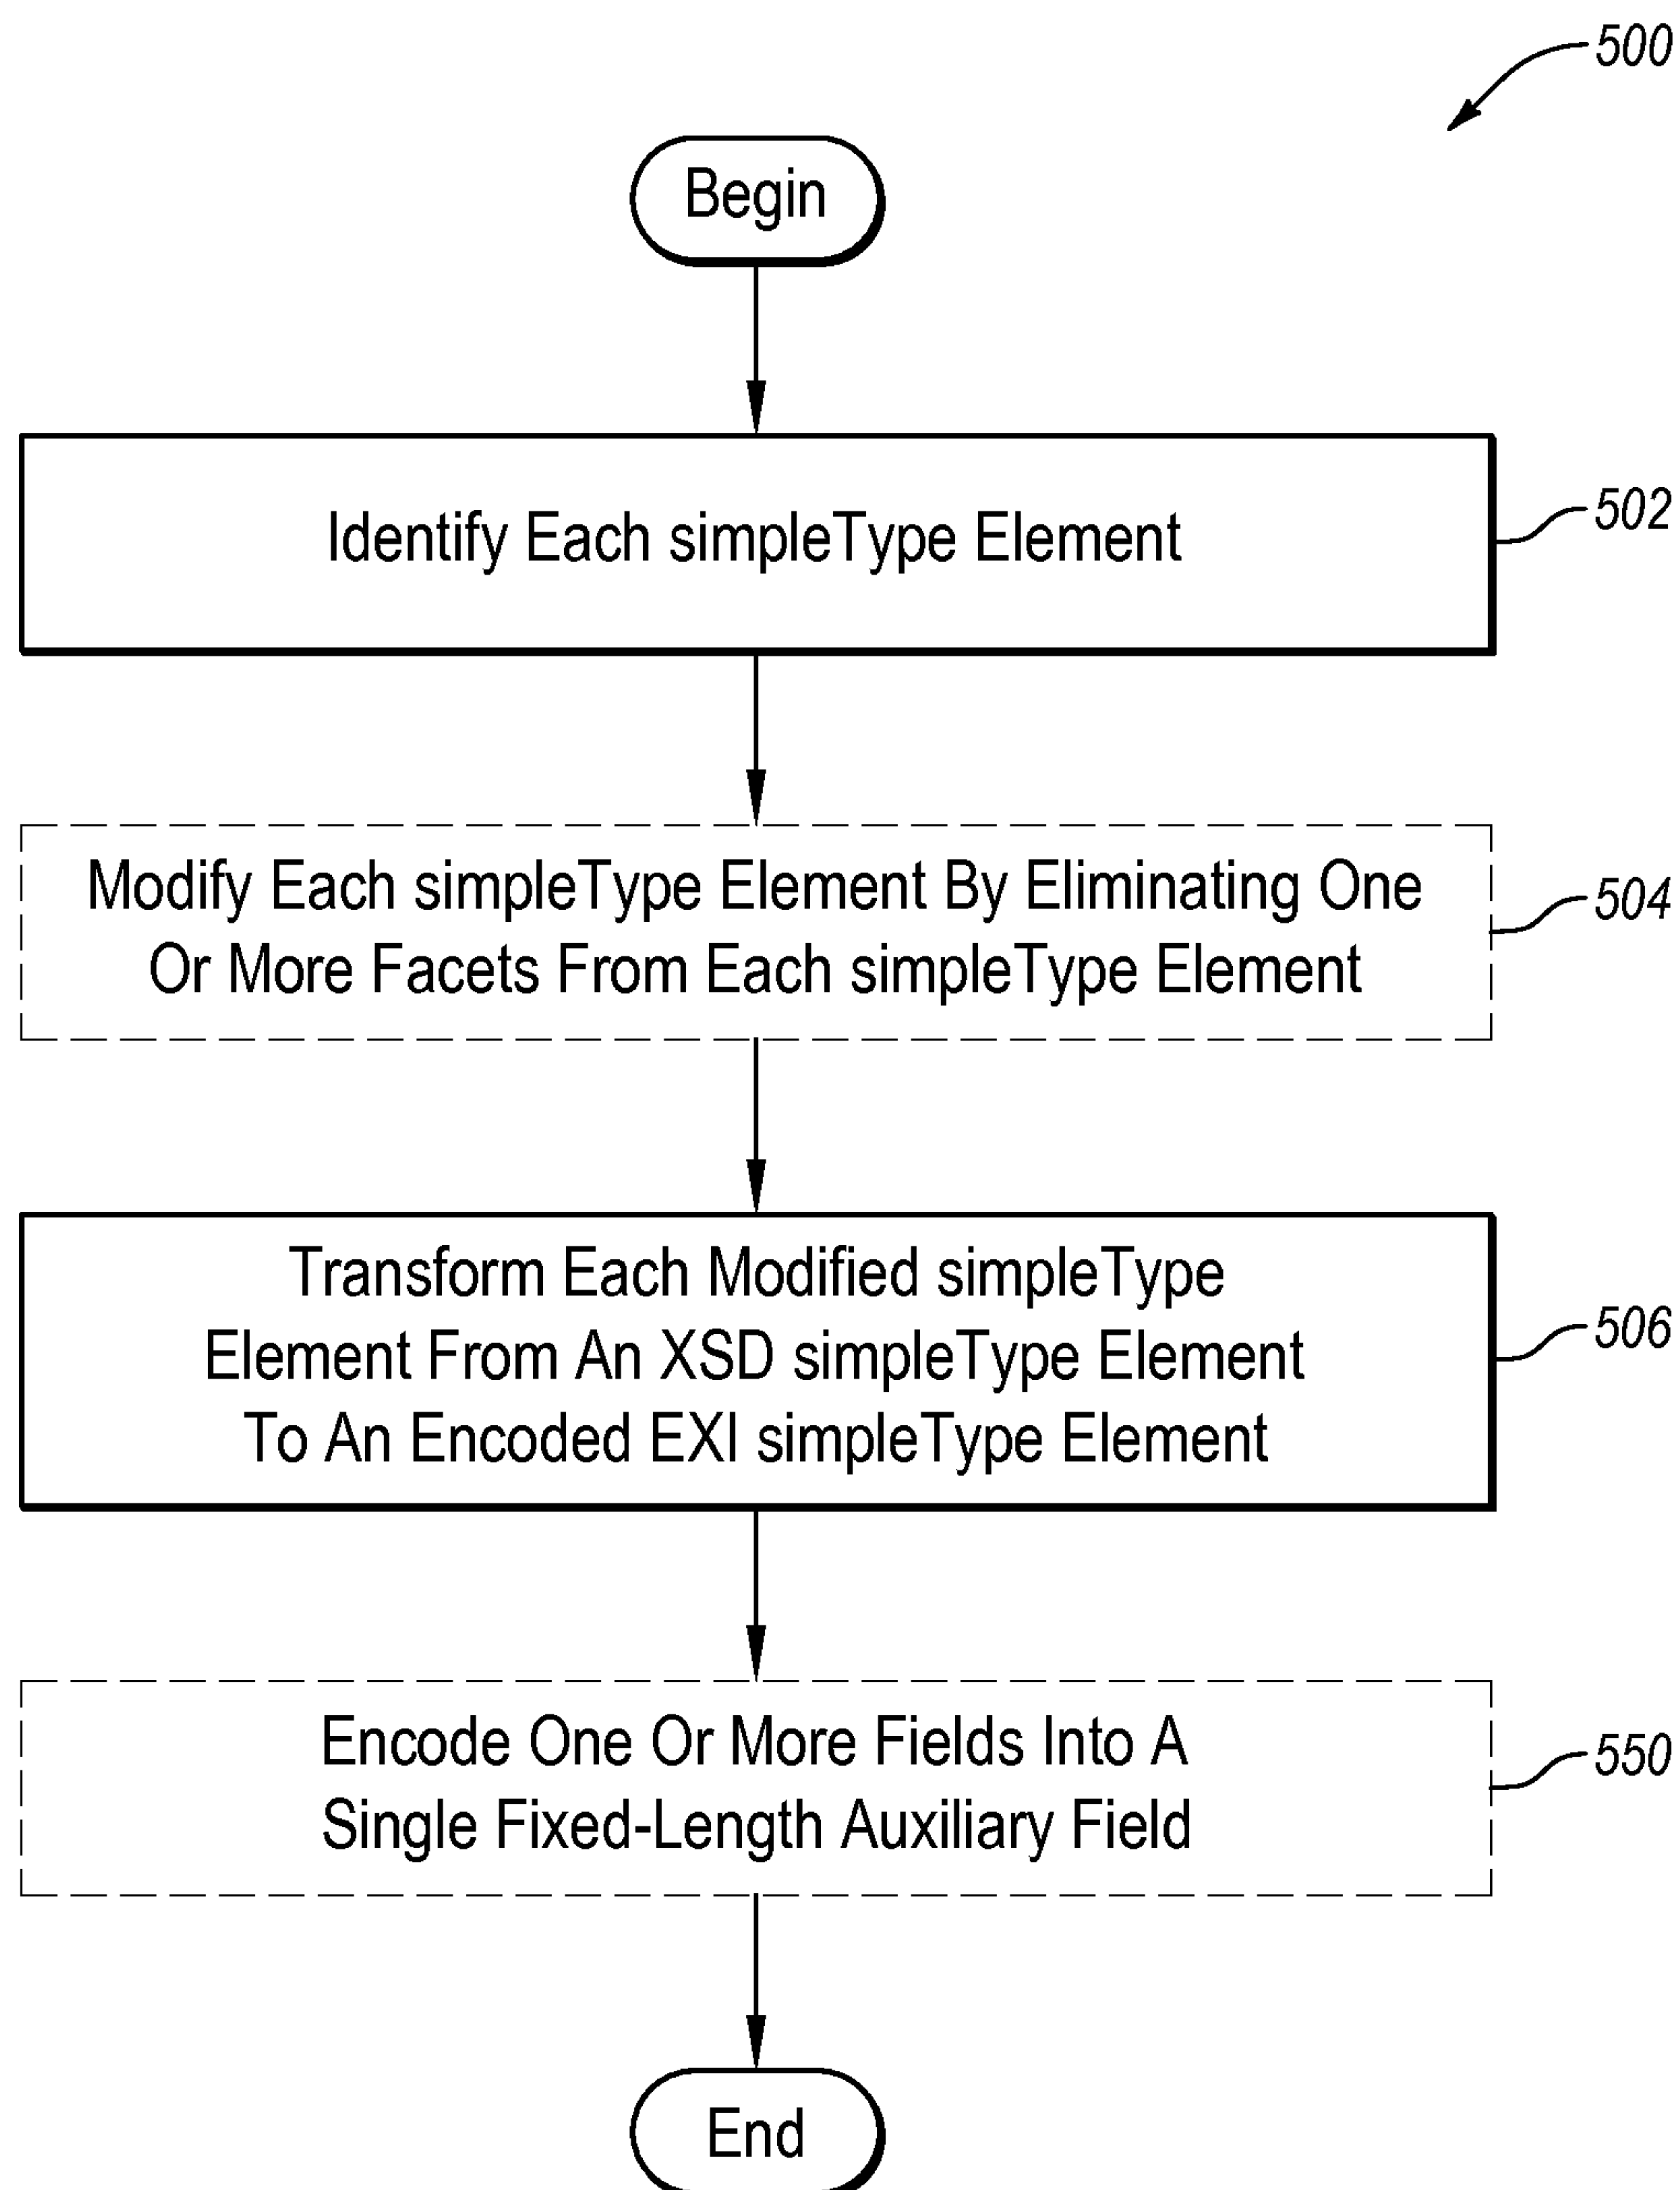 500
Begin
Identify Each simpleType Element
502
Modify Each simpleType Element By Eliminating One
Or More Facets From Each simpleType Element
504
Transform Each Modified simpleType
Element From An XSD simpleType Element
To An Encoded EXI simpleType Element
506
Encode One Or More Fields Into A
Single Fixed-Length Auxiliary Field
550
End